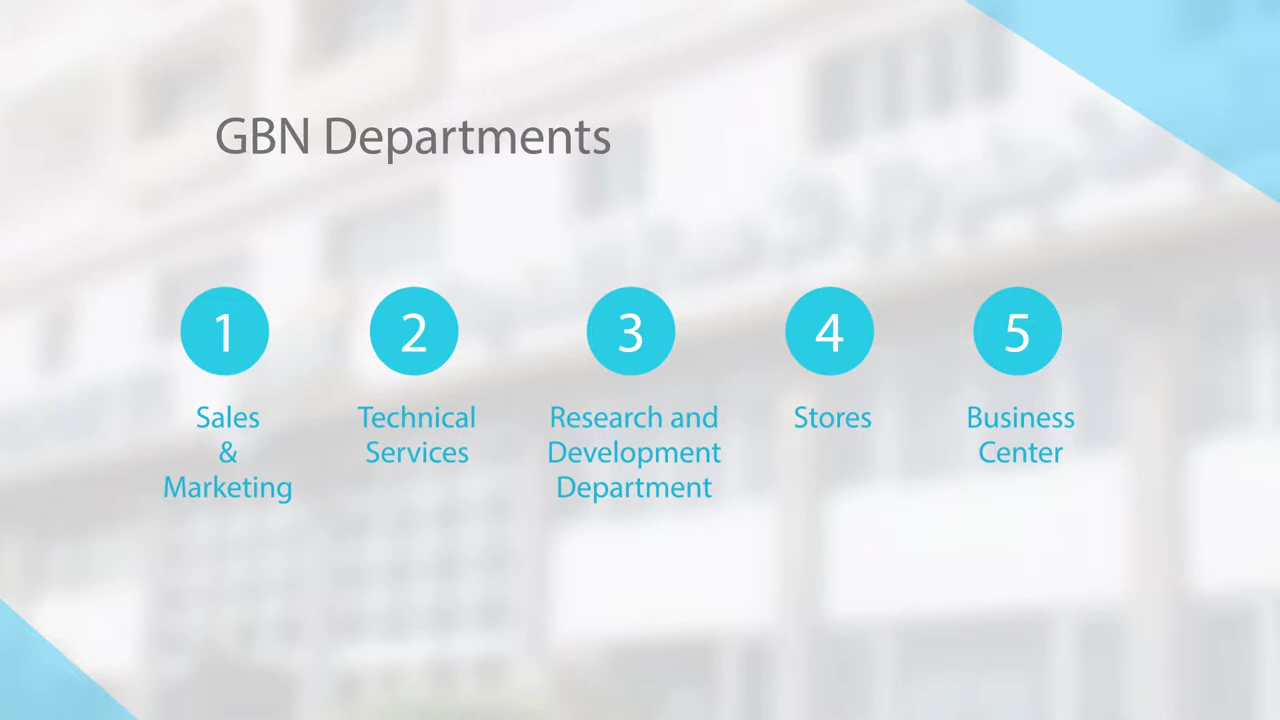 GBN Departments
1
Sales
&
Marketing
2
Technical
Services
3
Research and
Development
Department
4
Stores
5
Business
Center